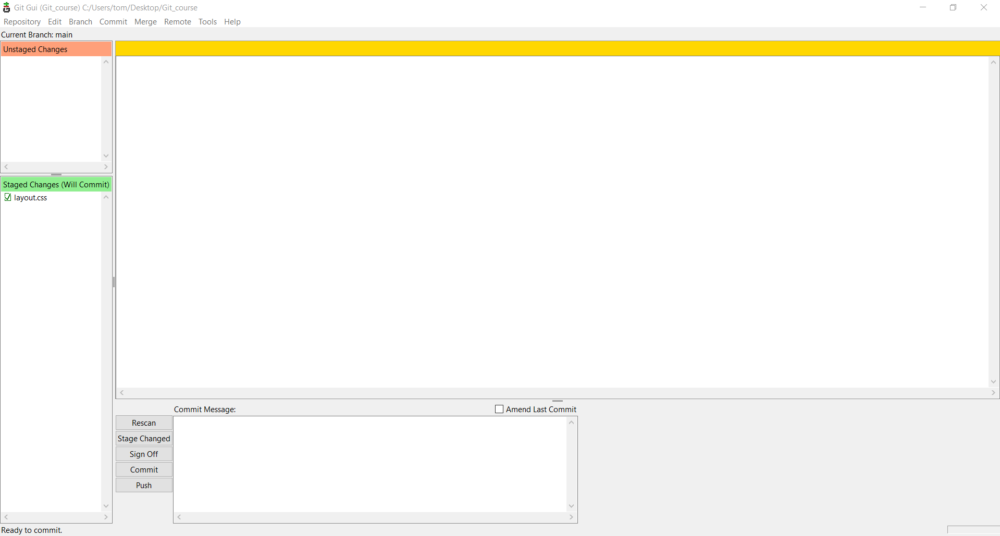 Git Gui (Git_course) C:/Users/tom/Desktop/Git_course
Repository Edit Branch Commit Merge Remote Tools Help
Current Branch: main
Unstaged Changes
Staged Changes (Will Commit)
layout.css
Commit Message:
Amend Last Commit
Rescan
Stage Changed
Sign Off
Commit
Push
Ready to commit.